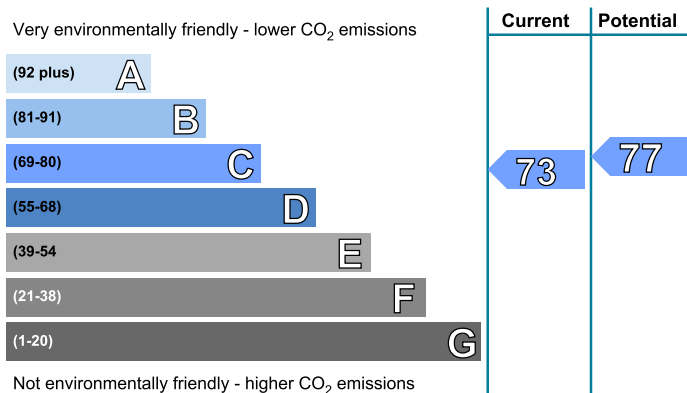 Very environmentally friendly - lower CO2 emissions
Current
Potential
(92 plus) A
(81-91) B
(69-80) C
73
77
(55-68) D
(39-54 E
(21-38) F
(1-20) G
Not environmentally friendly - higher CO2 emissions